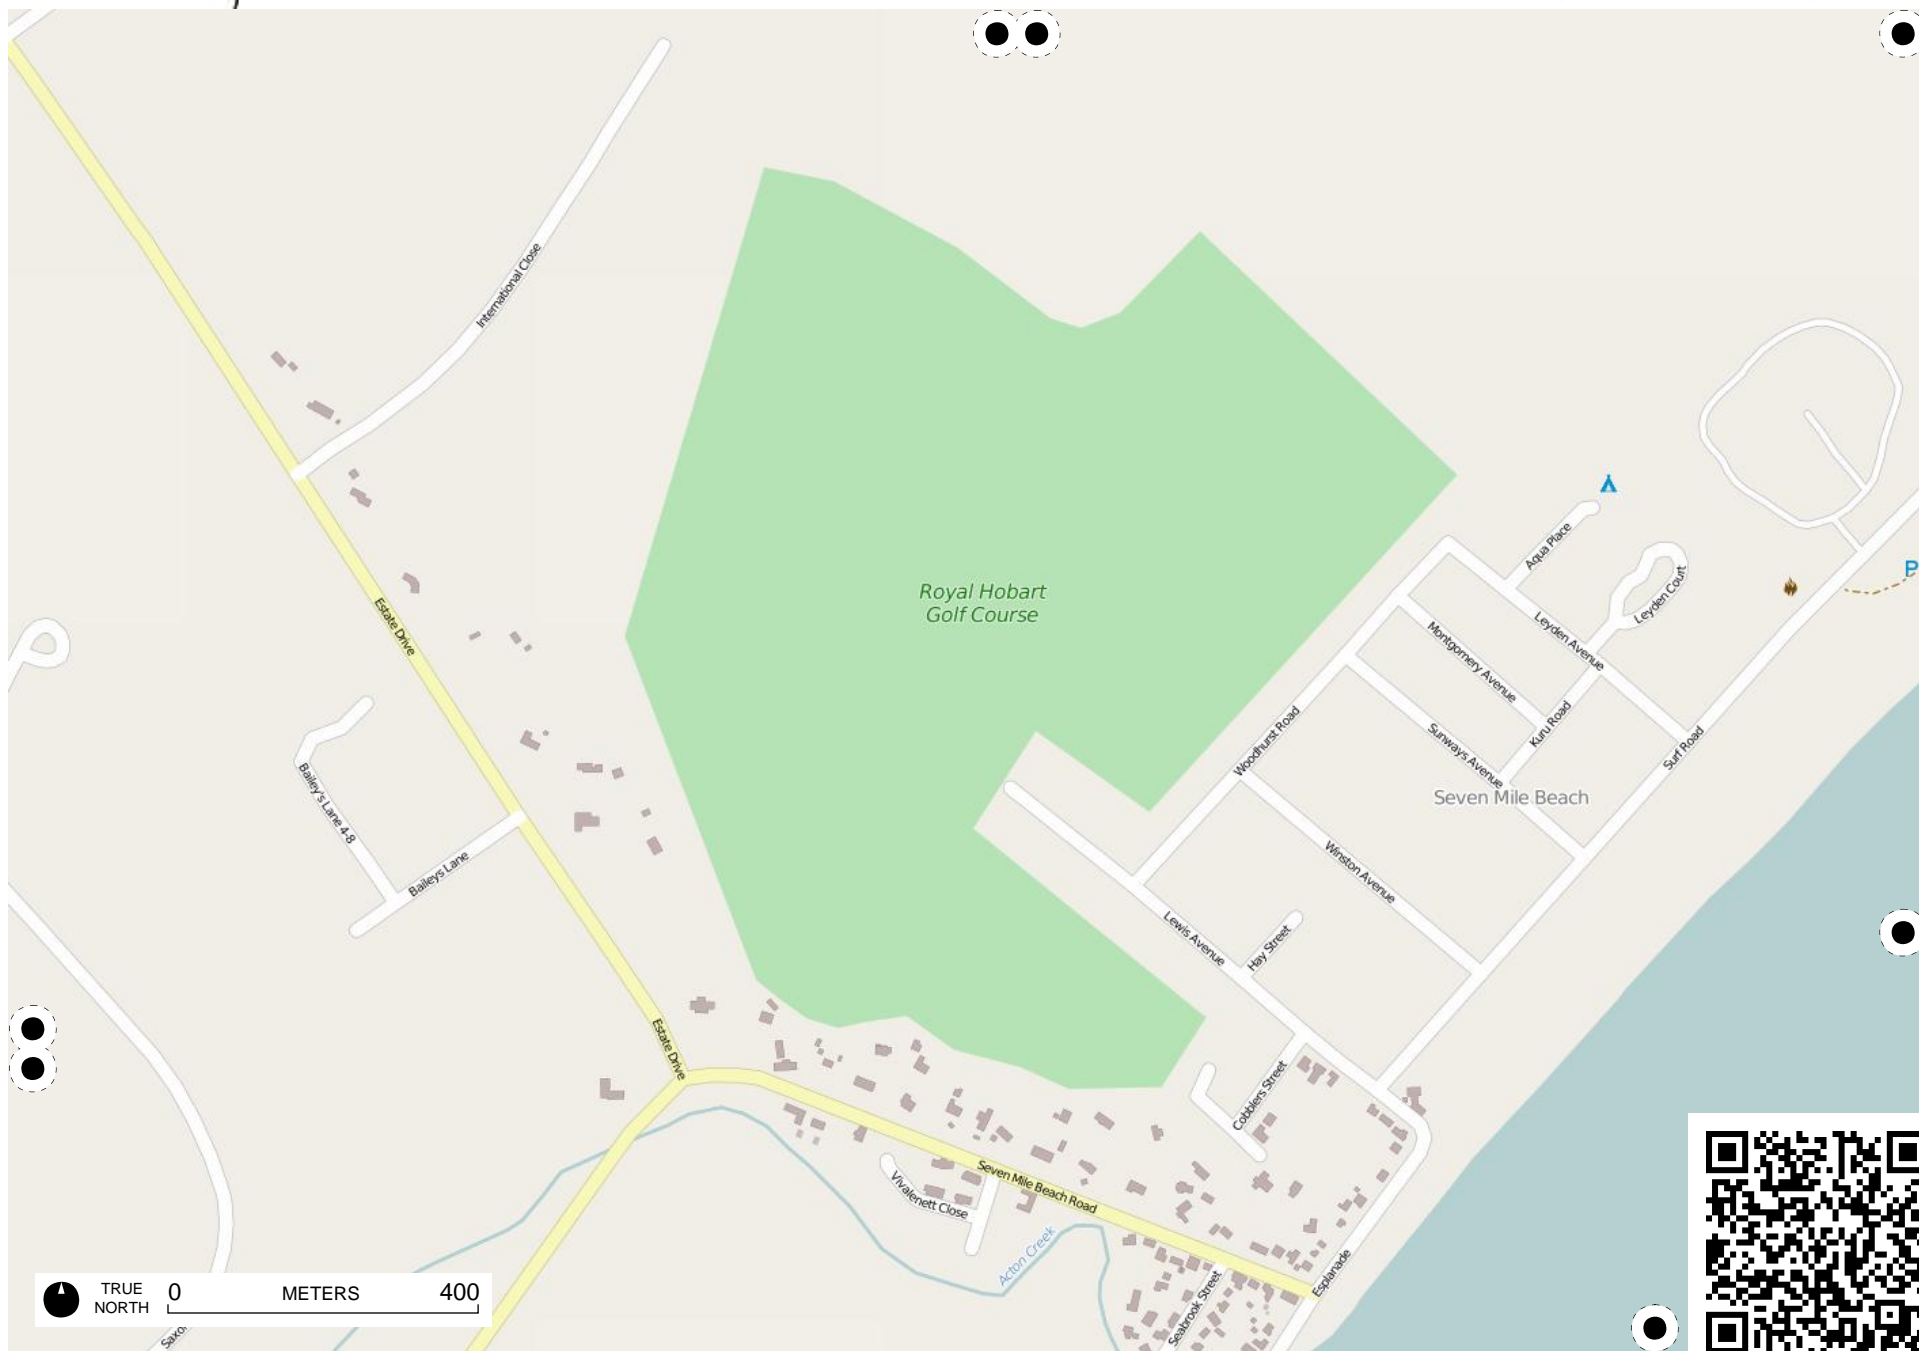 International Close
Estate Drive
Royal Hobart
Golf Course
Aqua Place
Leyden Court
P
Montgomery Avenue
Leyden Avenue
Kuru Road
Woodhurst Road
Sunways Avenue
Surf Road
Seven Mile Beach
Bailey's Lane 4-8
Baileys Lane
Winston Avenue
Lewis Avenue
Hay Street
Estate Drive
Cobblers Street
Seven Mile Beach Road
Vivalenett Close
Acton Creek
Esplanade
Seabrook Street
TRUE
NORTH
0 METERS 400